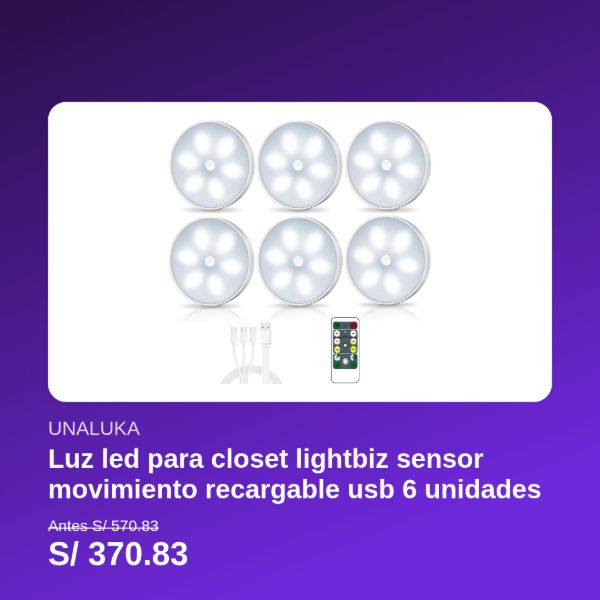 UNALUKA
Luz led para closet lightbiz sensor
movimiento recargable usb 6 unidades
Antes S/ 570.83
S/ 370.83